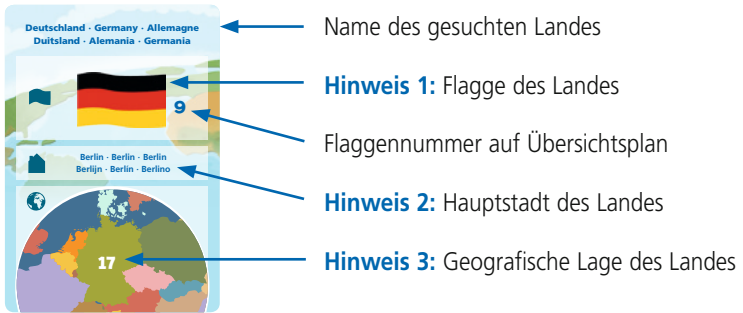 Deutschland · Germany · Allemagne
Duitsland · Alemania · Germania
Name des gesuchten Landes
Hinweis 1: Flagge des Landes
9
Flaggennummer auf Übersichtsplan
Berlin · Berlin · Berlin
Berlijn · Berlín · Berlino
Hinweis 2: Hauptstadt des Landes
17
Hinweis 3: Geografische Lage des Landes